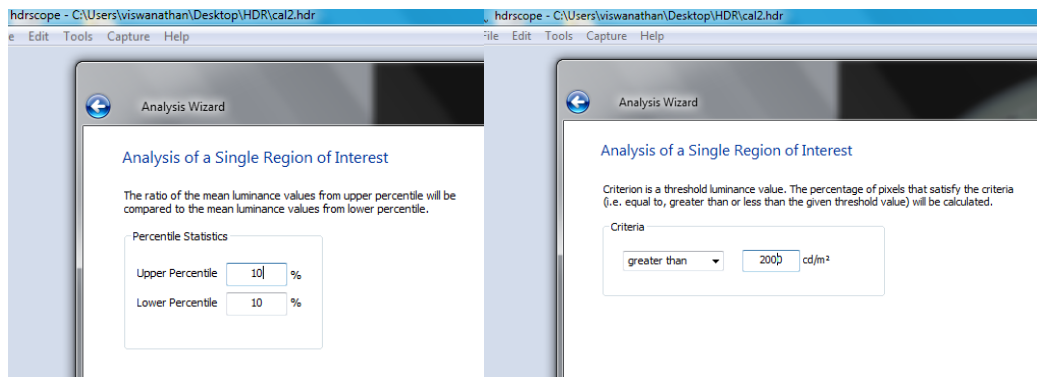 hdrscope - C:\Users\viswanathan\Desktop\HDR\cal2.hdr
e Edit Tools Capture Help
Analysis Wizard
Analysis of a Single Region of Interest
The ratio of the mean luminance values from upper percentile will be
compared to the mean luminance values from lower percentile.
Percentile Statistics
Upper Percentile 10 %
Lower Percentile 10 %
hdrscope - C:\Users\viswanathan\Desktop\HDR\cal2.hdr
File Edit Tools Capture Help
Analysis Wizard
Analysis of a Single Region of Interest
Criterion is a threshold luminance value. The percentage of pixels that satisfy the criteria
(i.e. equal to, greater than or less than the given threshold value) will be calculated.
Criteria
greater than 2000 cd/m²